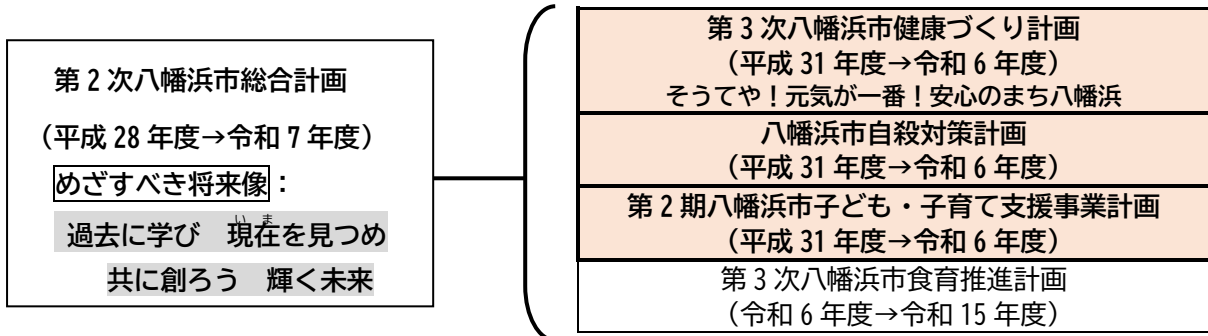 第2次八幡浜市総合計画
（平成28年度→令和7年度）
めざすべき将来像：
過去に学び　現在を見つめ
いま
共に創ろう　輝く未来
第3次八幡浜市健康づくり計画
（平成31年度→令和6年度）
そうてや！元気が一番！安心のまち八幡浜
八幡浜市自殺対策計画
（平成31年度→令和6年度）
第2期八幡浜市子ども・子育て支援事業計画
（平成31年度→令和6年度）
第3次八幡浜市食育推進計画
（令和6年度→令和15年度）